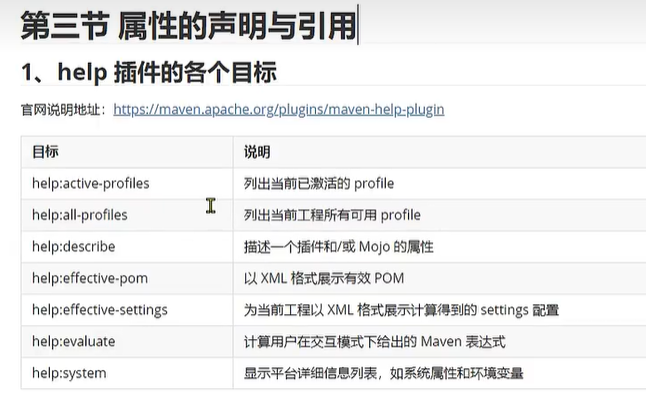 第三节 属性的声明与引用
1、help 插件的各个目标
官网说明地址：https://maven.apache.org/plugins/maven-help-plugin
目标 说明
help:active-profiles 列出当前已激活的 profile
help:all-profiles 列出当前工程所有可用 profile
help:describe 描述一个插件和/或 Mojo 的属性
help:effective-pom 以 XML 格式展示有效 POM
help:effective-settings 为当前工程以 XML 格式展示计算得到的 settings 配置
help:evaluate 计算用户在交互模式下给出的 Maven 表达式
help:system 显示平台详细信息列表，如系统属性和环境变量